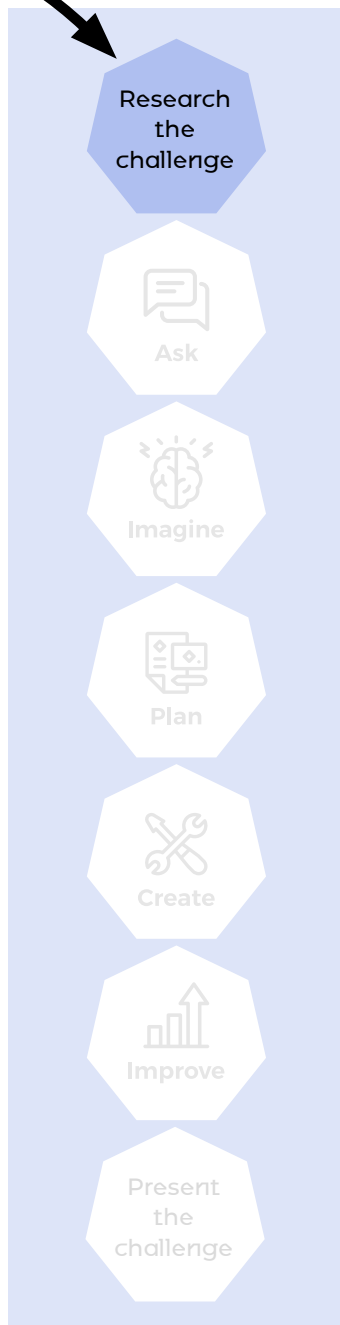 Research
the
challenge
Ask
Imagine
Plan
Create
Improve
Present
the
challenge